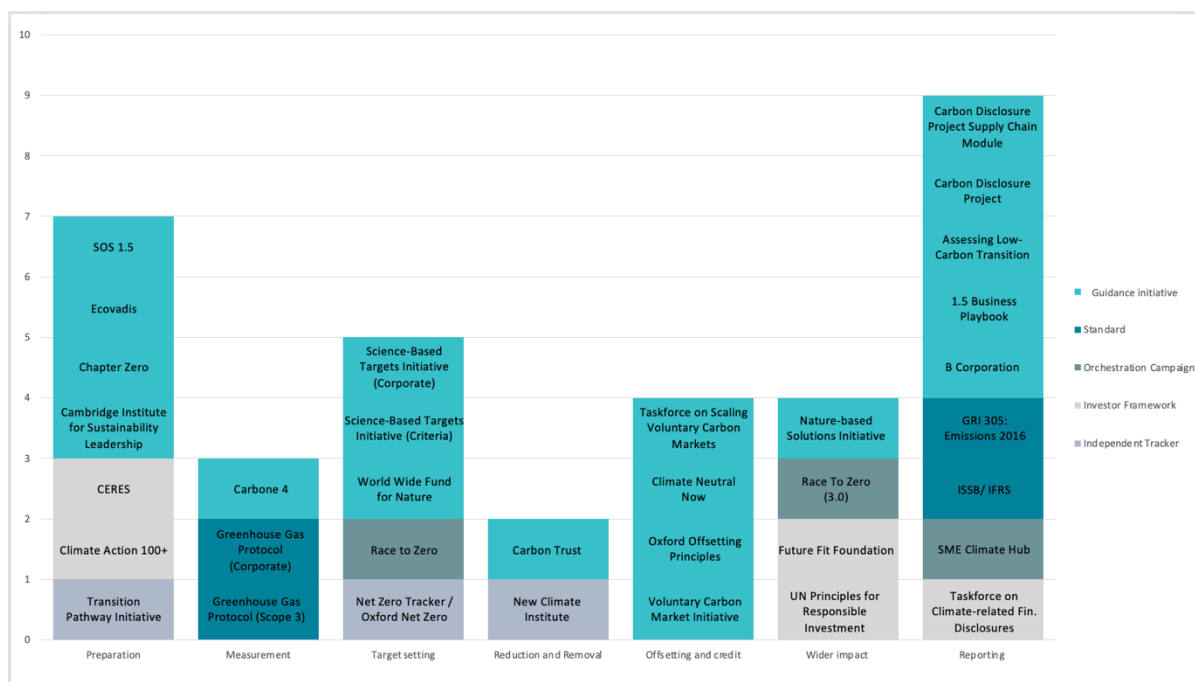 10
9
8
7
6
5
4
3
2
1
0
SOS 1.5
Ecovadis
Chapter Zero
Cambridge Institute
for Sustainability
Leadership
CERES
Climate Action 100+
Transition
Pathway Initiative
Carbone 4
Greenhouse Gas
Protocol
(Corporate)
Greenhouse Gas
Protocol (Scope 3)
Science-Based
Targets Initiative
(Corporate)
Science-Based Targets
Initiative (Criteria)
World Wide Fund
for Nature
Race to Zero
Net Zero Tracker /
Oxford Net Zero
Carbon Trust
New Climate
Institute
Taskforce on Scaling
Voluntary Carbon
Markets
Climate Neutral
Now
Oxford Offsetting
Principles
Voluntary Carbon
Market Initiative
Nature-based
Solutions Initiative
Race To Zero
(3.0)
Future Fit Foundation
UN Principles for
Responsible
Investment
Carbon Disclosure
Project Supply Chain
Module
Carbon Disclosure
Project
Assessing Low-
Carbon Transition
1.5 Business
Playbook
B Corporation
GRI 305:
Emissions 2016
ISSB/ IFRS
SME Climate Hub
Taskforce on
Climate-related Fin.
Disclosures
Preparation
Measurement
Target setting
Reduction and Removal
Offsetting and credit
Wider impact
Reporting
Guidance initiative
Standard
Orchestration Campaign
Investor Framework
Independent Tracker